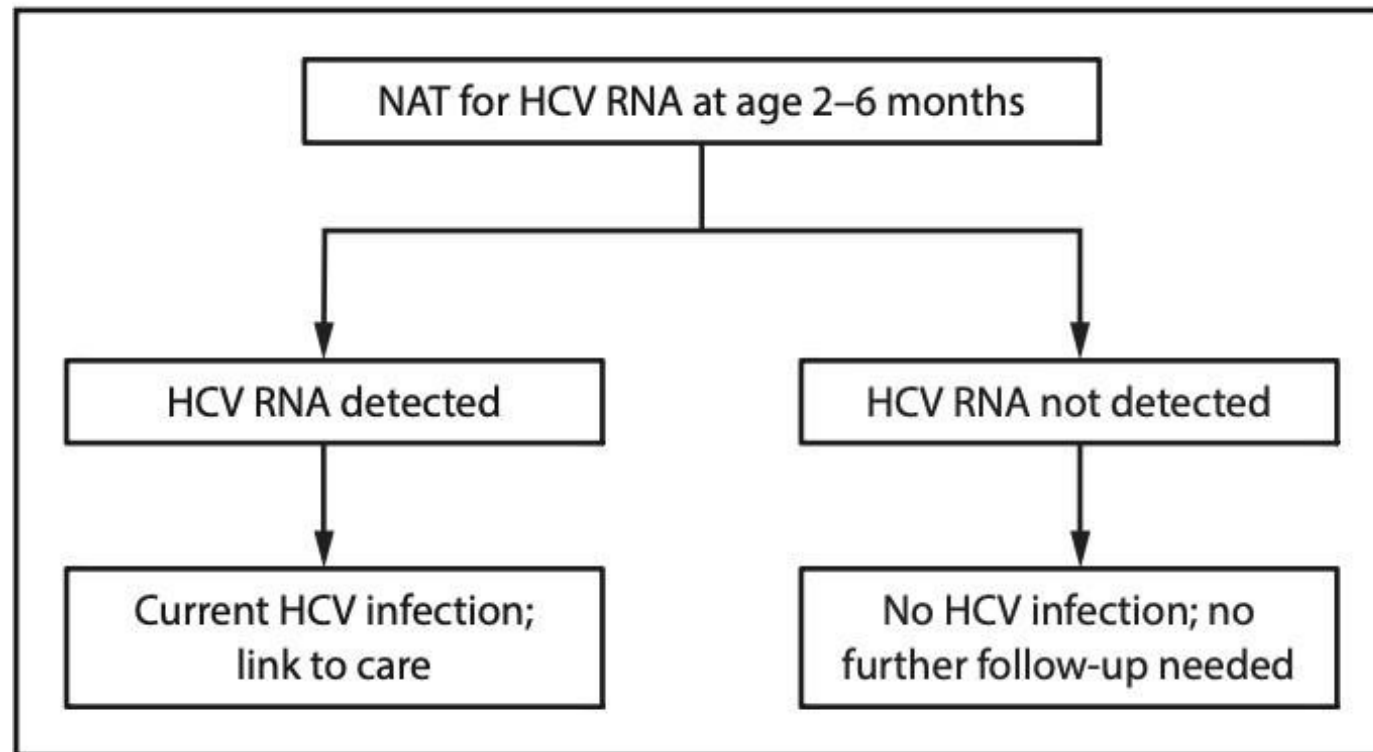 NAT for HCV RNA at age 2–6 months
HCV RNA detected
HCV RNA not detected
Current HCV infection;
link to care
No HCV infection; no
further follow-up needed